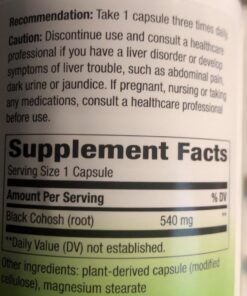 Recommendation: Take 1 capsule three times daily.
Caution: Discontinue use and consult a healthcare
professional if you have a liver disorder or develop
symptoms of liver trouble, such as abdominal pain,
dark urine or jaundice. If pregnant, nursing or taking
any medications, consult a healthcare professional
before use.
Supplement Facts
Serving Size 1 Capsule
Amount Per Serving % DV
Black Cohosh (root) 540 mg **
**Daily Value (DV) not established.
Other ingredients: plant-derived capsule (modified
cellulose), magnesium stearate